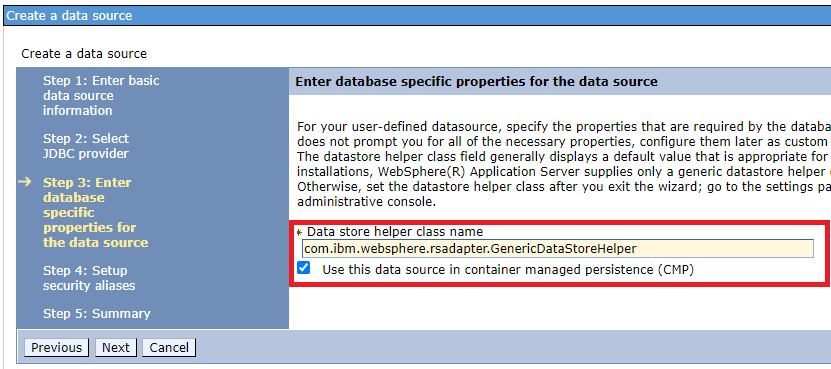 Create a data source
Create a data source
Step 1: Enter basic
data source
information
Step 2: Select
JDBC provider
Step 3: Enter
database
specific
properties for
the data source
Step 4: Setup
security aliases
Step 5: Summary
Enter database specific properties for the data source
For your user-defined datasource, specify the properties that are required by the databa
does not prompt you for all of the necessary properties, configure them later as custom
The datastore helper class field generally displays a default value that is appropriate for
installations, WebSphere(R) Application Server supplies only a generic datastore helper
Otherwise, set the datastore helper class after you exit the wizard; go to the settings pa
administrative console.
Data store helper class name
com.ibm.websphere.rsadapter.GenericDataStoreHelper
Use this data source in container managed persistence (CMP)
Previous Next Cancel